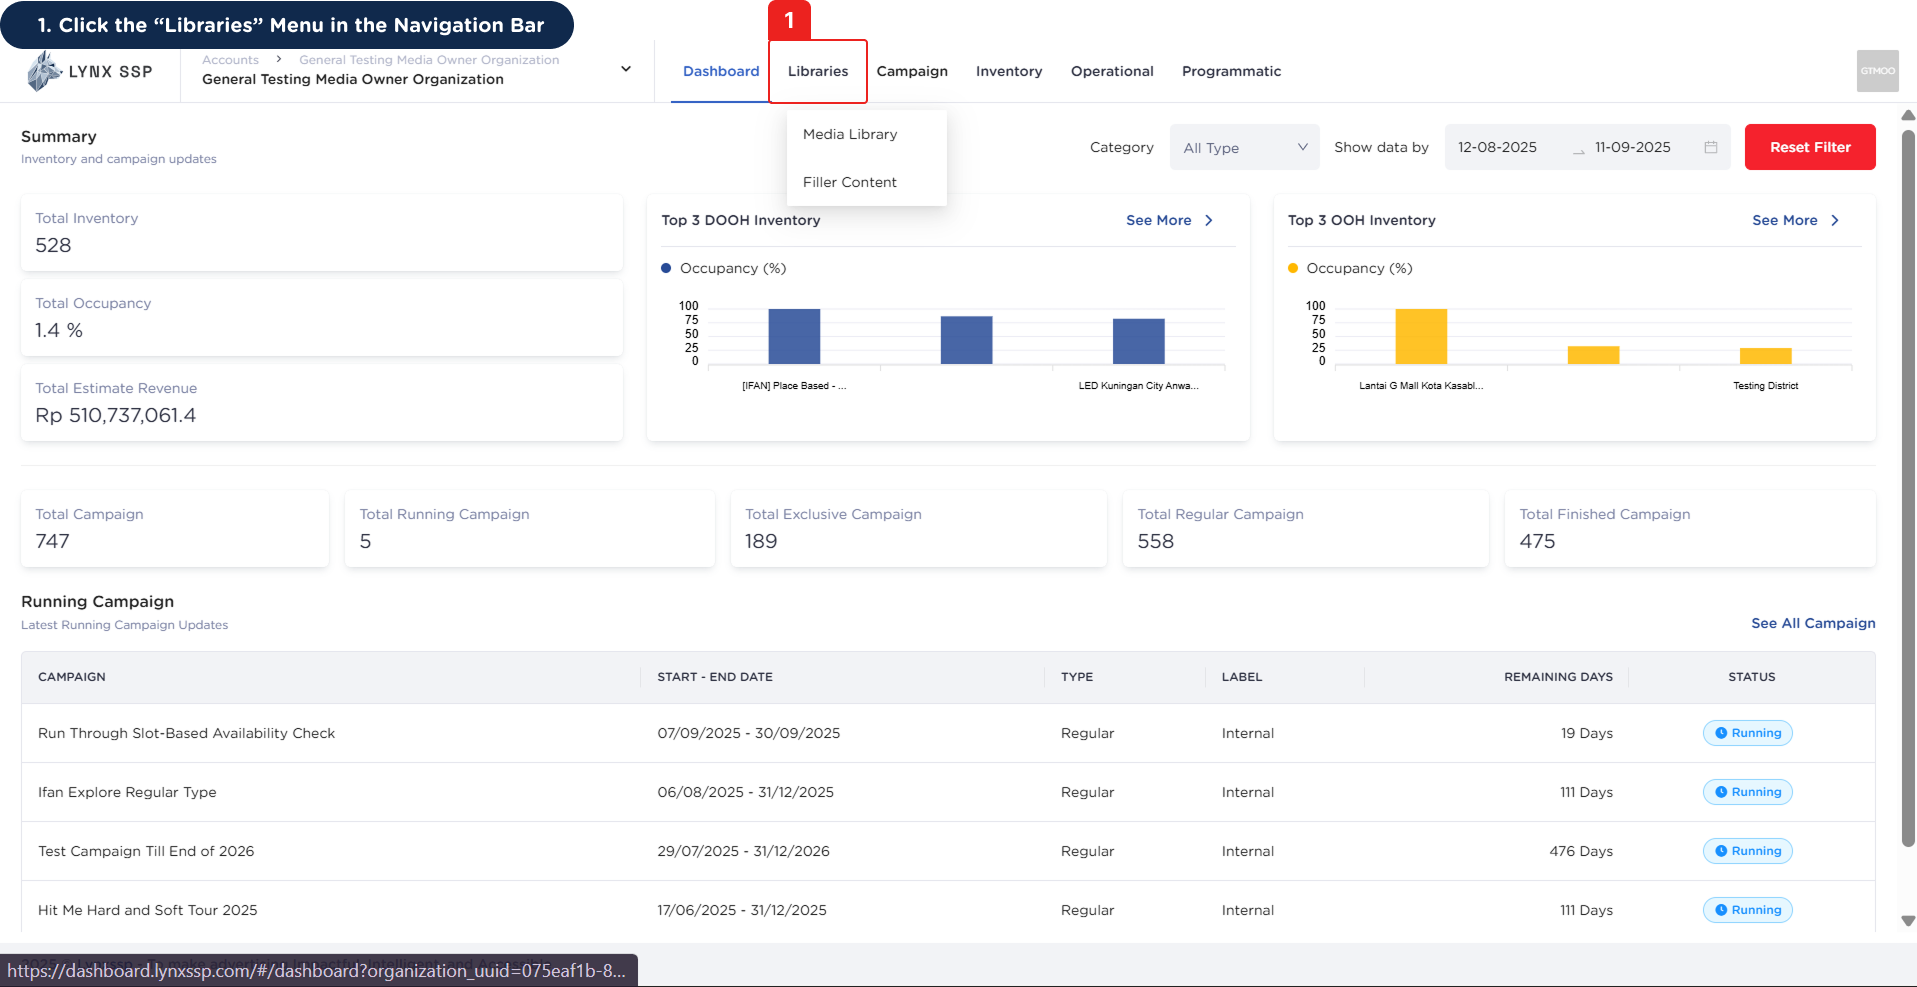 1. Click the “Libraries” Menu in the Navigation Bar
1
LYNX SSP
Accounts > General Testing Media Owner Organization
General Testing Media Owner Organization
Dashboard
Libraries
Campaign
Inventory
Operational
Programmatic
GTMOO
Media Library
Filler Content
Summary
Inventory and campaign updates
Category
All Type
Show data by
12-08-2025
11-09-2025
Reset Filter
Total Inventory
528
Total Occupancy
1.4 %
Total Estimate Revenue
Rp 510,737,061.4
Top 3 DOOH Inventory
See More
Occupancy (%)
100
75
50
25
0
[IFAN] Place Based - ...
LED Kuningan City Anwa...
Top 3 OOH Inventory
See More
Occupancy (%)
100
75
50
25
0
Lantai G Mall Kota Kasabl...
Testing District
Total Campaign
747
Total Running Campaign
5
Total Exclusive Campaign
189
Total Regular Campaign
558
Total Finished Campaign
475
Running Campaign
Latest Running Campaign Updates
See All Campaign
CAMPAIGN START - END DATE TYPE LABEL REMAINING DAYS STATUS
Run Through Slot-Based Availability Check 07/09/2025 - 30/09/2025 Regular Internal 19 Days Running
Ifan Explore Regular Type 06/08/2025 - 31/12/2025 Regular Internal 111 Days Running
Test Campaign Till End of 2026 29/07/2025 - 31/12/2026 Regular Internal 476 Days Running
Hit Me Hard and Soft Tour 2025 17/06/2025 - 31/12/2025 Regular Internal 111 Days Running
https://dashboard.lynxssp.com/#/dashboard?organization_uuid=075eaf1b-8...